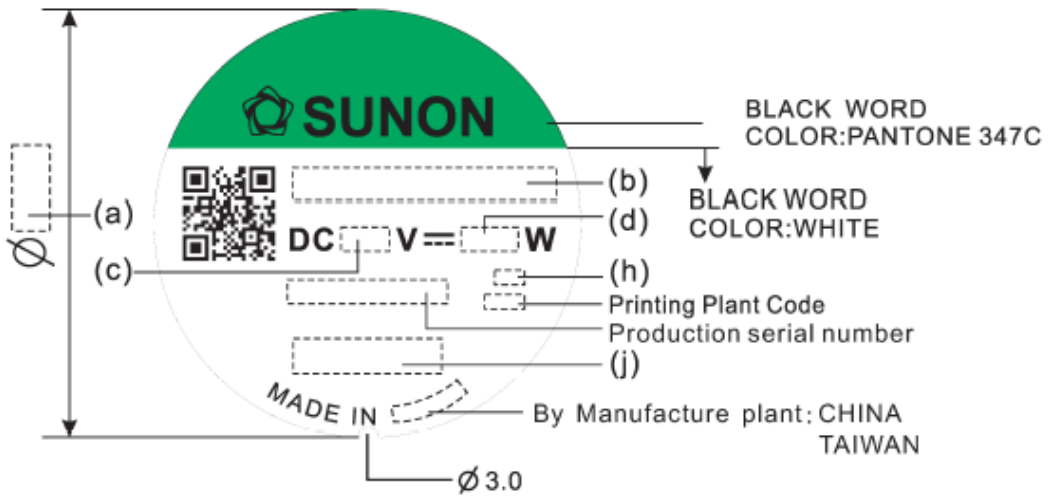 SUNON
BLACK WORD
COLOR:PANTONE 347C
(b)
BLACK WORD
COLOR:WHITE
(a)
(d)
DC V W
Ø
(c)
(h)
Printing Plant Code
Production serial number
(j)
MADE IN
By Manufacture plant: CHINA
TAIWAN
Ø 3.0